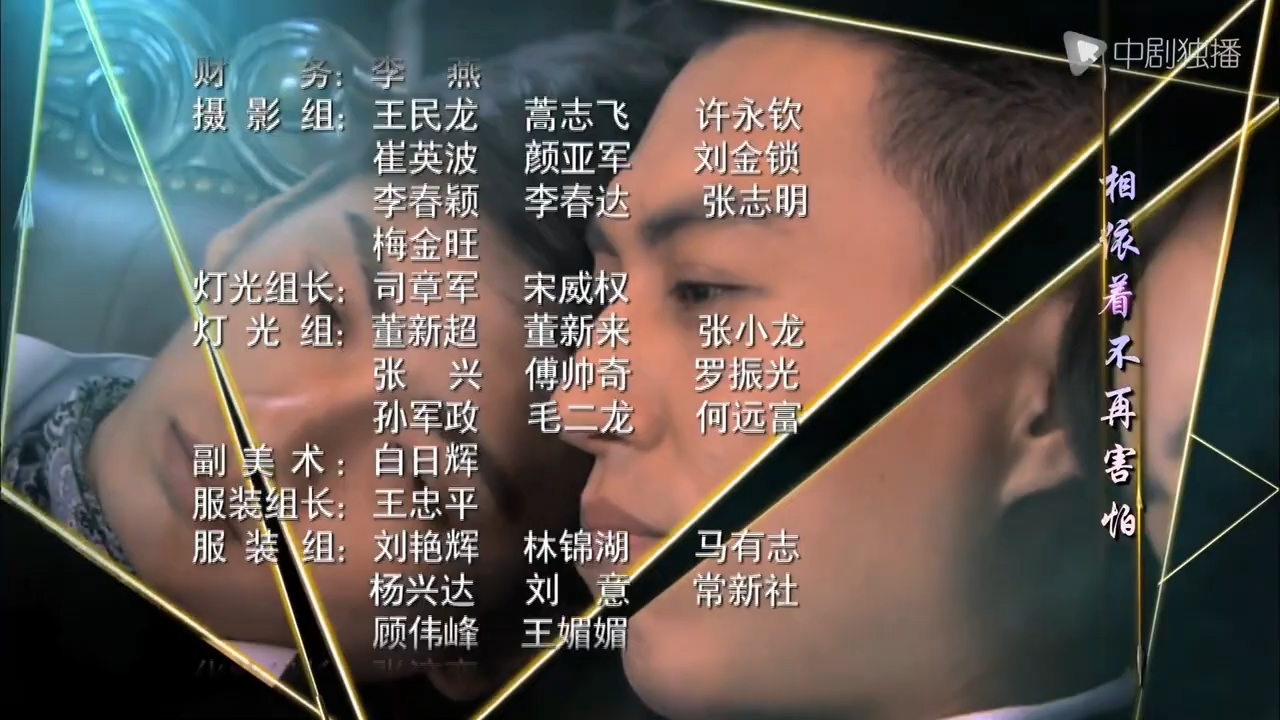 中剧独播
财 务: 李 燕
摄 影 组: 王民龙 蒿志飞 许永钦
崔英波 颜亚军 刘金锁
李春颖 李春达 张志明
梅金旺
灯光组长: 司章军 宋威权
灯 光 组: 董新超 董新来 张小龙
张 兴 傅帅奇 罗振光
孙军政 毛二龙 何远富
副 美 术: 白日辉
服装组长: 王忠平
服 装 组: 刘艳辉 林锦湖 马有志
杨兴达 刘 意 常新社
顾伟峰 王媚媚
相依着不再害怕